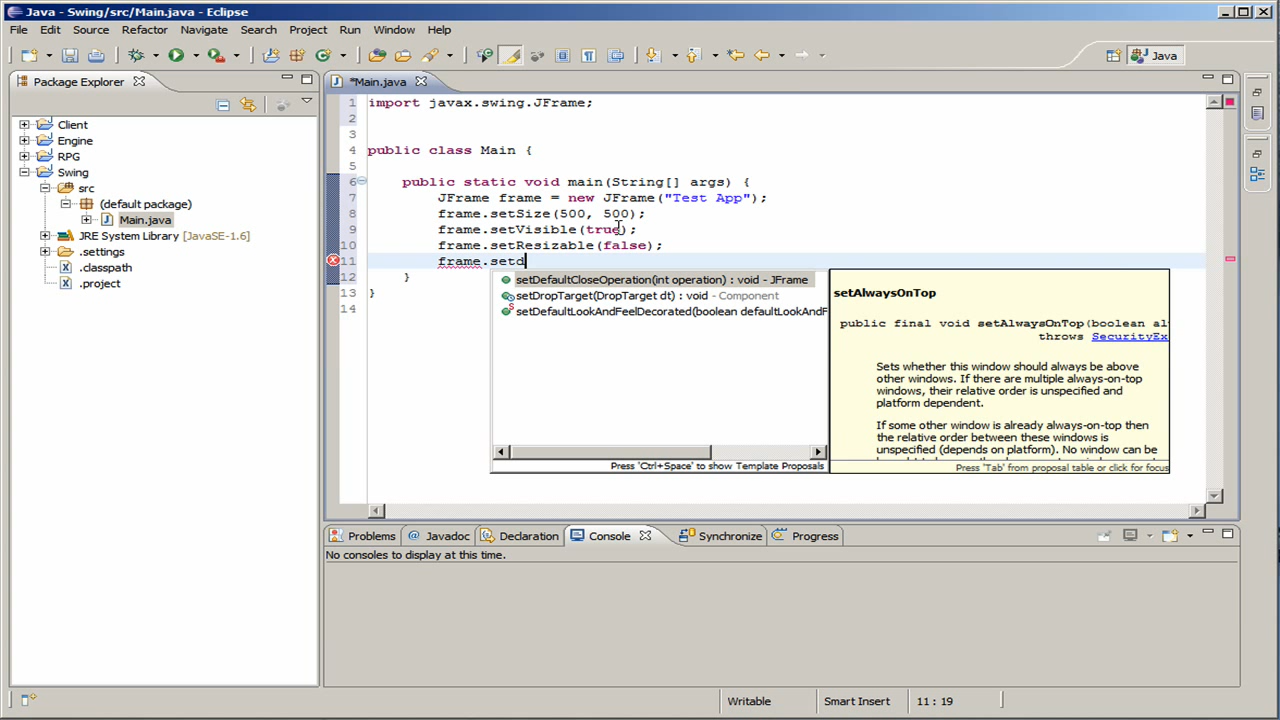 Java - Swing/src/Main.java - Eclipse
File Edit Source Refactor Navigate Search Project Run Window Help
Java
Package Explorer
Client
Engine
RPG
Swing
src
(default package)
Main.java
JRE System Library [JavaSE-1.6]
.settings
.classpath
.project
*Main.java
1 import javax.swing.JFrame;
2
3
4 public class Main {
5
6 public static void main(String[] args) {
7 JFrame frame = new JFrame("Test App");
8 frame.setSize(500, 500);
9 frame.setVisible(true);
10 frame.setResizable(false);
11 frame.setd
12 }
13 }
14
setDefaultCloseOperation(int operation) : void - JFrame
setDropTarget(DropTarget dt) : void - Component
setDefaultLookAndFeelDecorated(boolean defaultLookAndF
Press 'Ctrl+Space' to show Template Proposals
setAlwaysOnTop
public final void setAlwaysOnTop(boolean al
throws SecurityEx
Sets whether this window should always be above
other windows. If there are multiple always-on-top
windows, their relative order is unspecified and
platform dependent.
If some other window is already always-on-top then
the relative order between these windows is
unspecified (depends on platform). No window can be
Press 'Tab' from proposal table or click for focus
Problems @ Javadoc Declaration Console Synchronize Progress
No consoles to display at this time.
Writable Smart Insert 11 : 19